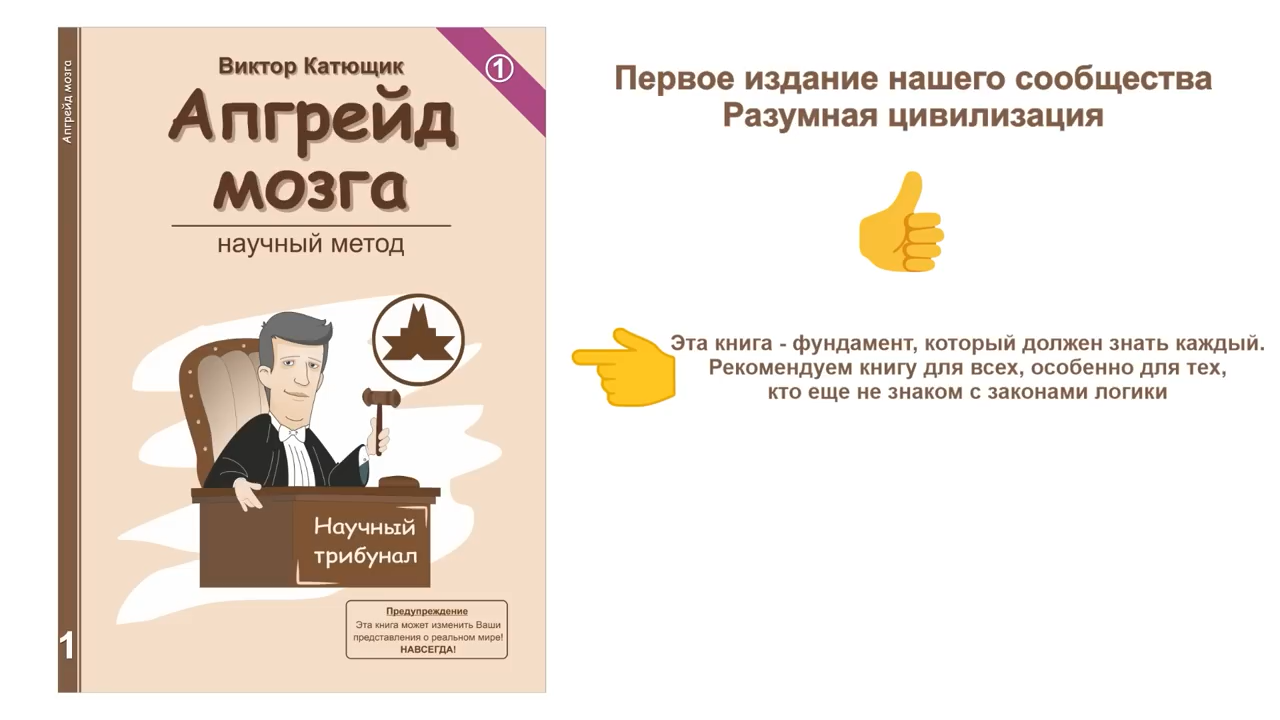 Апгрейд мозга
1
Виктор Катющик
1
Апгрейд
мозга
научный метод
Научный
трибунал
Предупреждение
Эта книга может изменить Ваши
представления о реальном мире!
НАВСЕГДА!
Первое издание нашего сообщества
Разумная цивилизация
Эта книга - фундамент, который должен знать каждый.
Рекомендуем книгу для всех, особенно для тех,
кто еще не знаком с законами логики